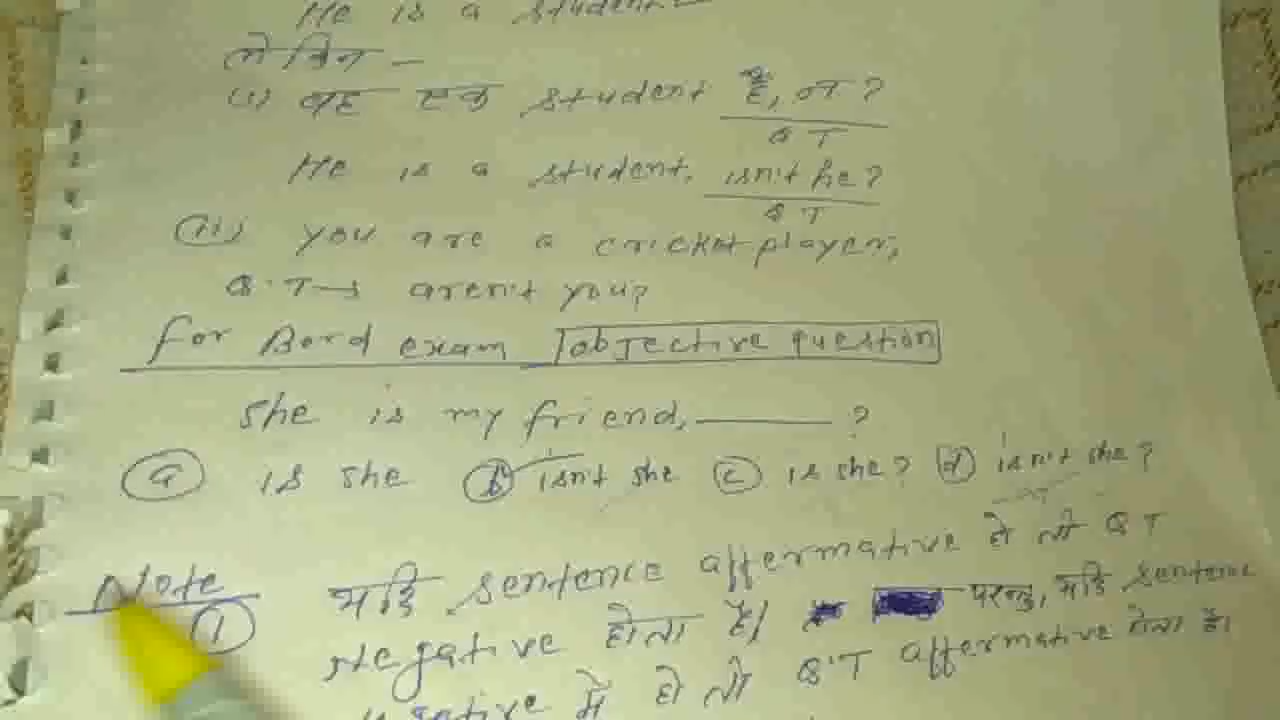 He is a student
लेकिन -
(i) वह एक student है, न?
Q T
He is a student, isn't he?
Q T
(ii) you are a cricket player,
Q.T→ aren't you?
for Bord exam objective question
She is my friend, ______ ?
(a) is she (b) isn't she (c) is she? (d) isn't she?
Note यदि sentence affermative हो तो QT
(1) Negative होता है। परन्तु, यदि sentence
में हो तो Q.T affermative होता है।